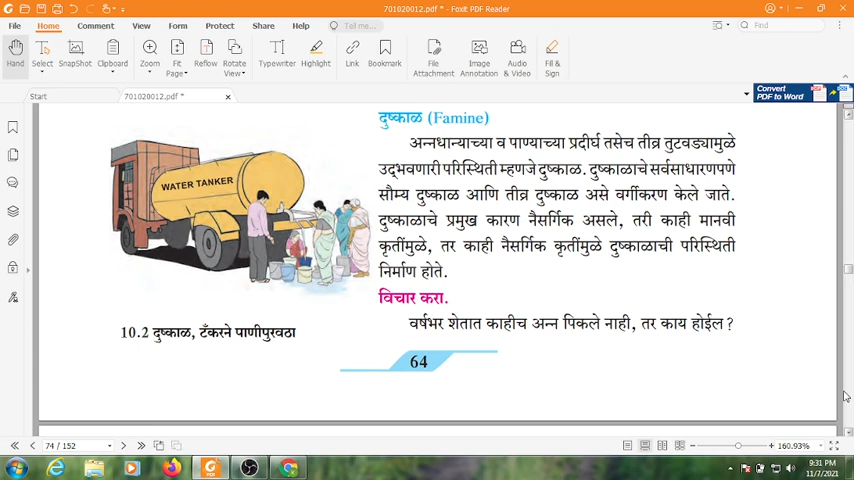 701020012.pdf * - Foxit PDF Reader
File Home Comment View Form Protect Share Help Tell me... Find
Hand Select SnapShot Clipboard Zoom Fit Page Reflow Rotate View Typewriter Highlight Link Bookmark File Attachment Image Annotation Audio & Video Fill & Sign
Start 701020012.pdf * Convert PDF to Word
दुष्काळ (Famine)
अन्नधान्याच्या व पाण्याच्या प्रदीर्घ तसेच तीव्र तुटवड्यामुळे
उद्‌भवणारी परिस्थिती म्हणजे दुष्काळ. दुष्काळाचे सर्वसाधारणपणे
सौम्य दुष्काळ आणि तीव्र दुष्काळ असे वर्गीकरण केले जाते.
दुष्काळाचे प्रमुख कारण नैसर्गिक असले, तरी काही मानवी
कृतींमुळे, तर काही नैसर्गिक कृतींमुळे दुष्काळाची परिस्थिती
निर्माण होते.
विचार करा.
वर्षभर शेतात काहीच अन्न पिकले नाही, तर काय होईल ?
WATER TANKER
10.2 दुष्काळ, टँकरने पाणीपुरवठा
64
74 / 152 160.93%
9:31 PM
11/7/2021